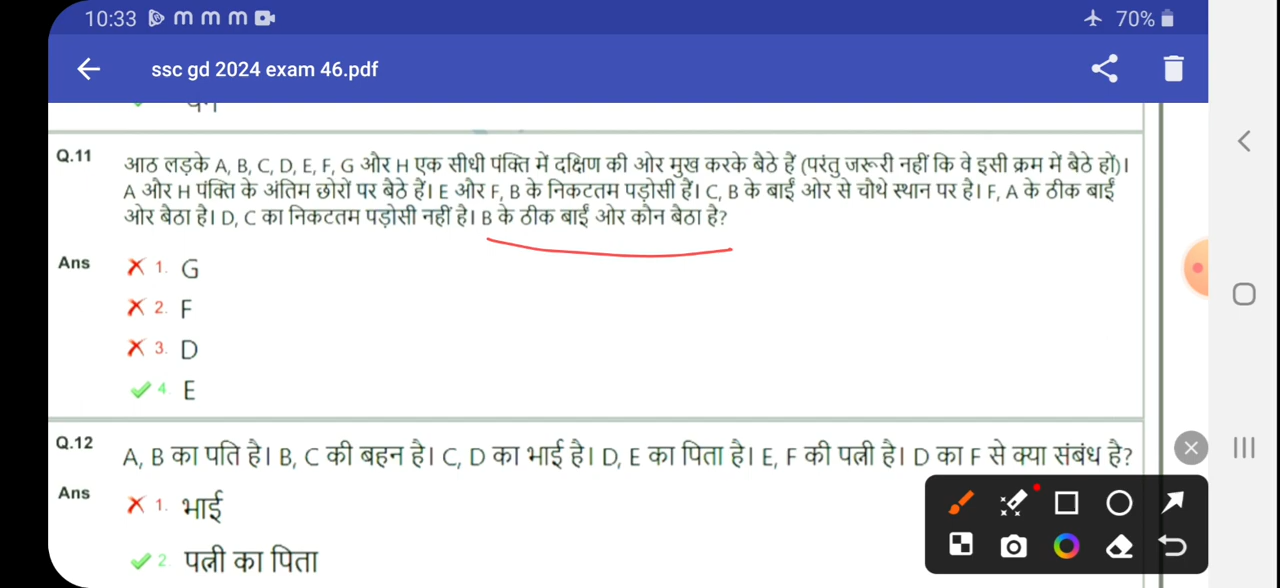 10:33 m m m 70%
ssc gd 2024 exam 46.pdf
Q.11 आठ लड़के A, B, C, D, E, F, G और H एक सीधी पंक्ति में दक्षिण की ओर मुख करके बैठे हैं (परंतु जरूरी नहीं कि वे इसी क्रम में बैठे हों)।
A और H पंक्ति के अंतिम छोरों पर बैठे हैं। E और F, B के निकटतम पड़ोसी हैं। C, B के बाईं ओर से चौथे स्थान पर है। F, A के ठीक बाईं
ओर बैठा है। D, C का निकटतम पड़ोसी नहीं है। B के ठीक बाईं ओर कौन बैठा है?
Ans 1. G
2. F
3. D
4 E
Q.12 A, B का पति है। B, C की बहन है। C, D का भाई है। D, E का पिता है। E, F की पत्नी है। D का F से क्या संबंध है?
Ans 1. भाई
2 पत्नी का पिता